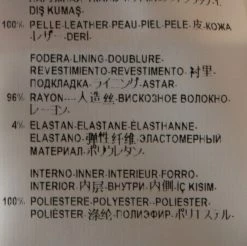 DIŞ KUMAŞ
100% PELLE-LEATHER-PEAU-PIEL-PELE-皮-КОЖА
-レザー-DERİ
FODERA-LINING-DOUBLURE-
REVESTIMENTO-REVESTIMENTO-衬里-
ПОДКЛАДКА-ライニング-ASTAR
96% RAYON---人造丝-ВИСКОЗНОЕ ВОЛОКНО-
レーヨン
4% ELASTAN-ELASTANE-ÉLASTHANNE-
ELASTANO-弹性纤维-ЭЛАСТОМЕРНЫЙ
МАТЕРИАЛ-ポリウレタン-
INTERNO-INNER-INTERIEUR-FORRO-
INTERIOR-内层-ВНУТРИ-内側-İÇ KISIM
100% POLIESTERE-POLYESTER-POLYESTER-
POLIÉSTER-涤纶-ПОЛИЭФИР-ポリエステル-
POLIESTER